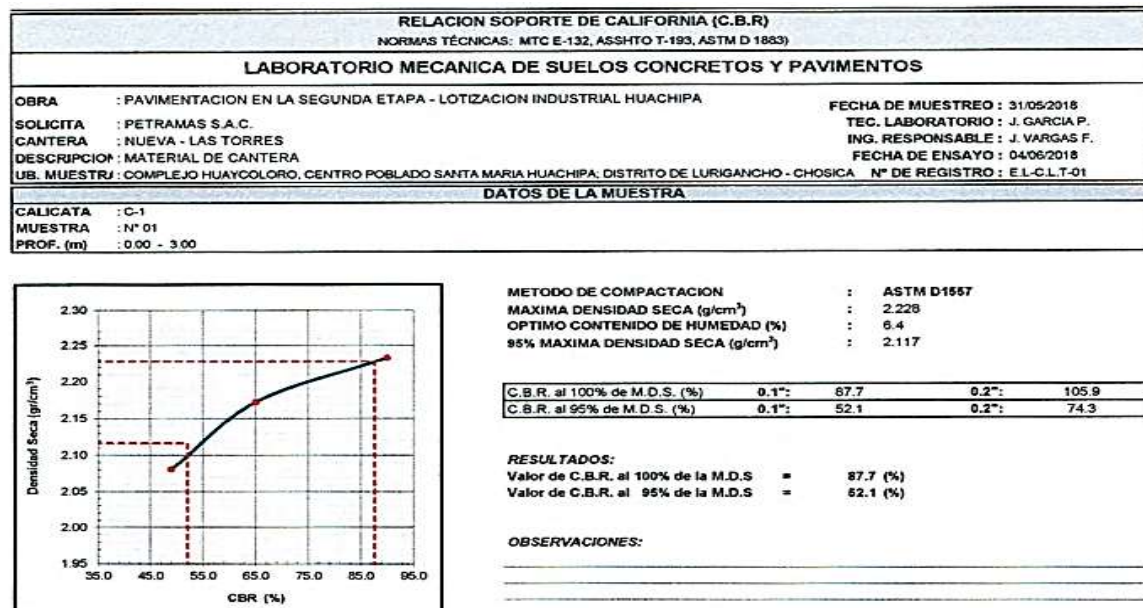 RELACION SOPORTE DE CALIFORNIA (C.B.R)
NORMAS TÉCNICAS: MTC E-132, ASSHTO T-193, ASTM D 1883)
LABORATORIO MECANICA DE SUELOS CONCRETOS Y PAVIMENTOS
OBRA : PAVIMENTACION EN LA SEGUNDA ETAPA - LOTIZACION INDUSTRIAL HUACHIPA FECHA DE MUESTREO : 31/05/2018
SOLICITA : PETRAMAS S.A.C. TEC. LABORATORIO : J. GARCIA P.
CANTERA : NUEVA - LAS TORRES ING. RESPONSABLE : J. VARGAS F.
DESCRIPCION : MATERIAL DE CANTERA FECHA DE ENSAYO : 04/06/2018
UB. MUESTRA : COMPLEJO HUAYCOLORO, CENTRO POBLADO SANTA MARIA HUACHIPA; DISTRITO DE LURIGANCHO - CHOSICA N° DE REGISTRO : E.L-C.L.T-01
DATOS DE LA MUESTRA
CALICATA : C-1
MUESTRA : N° 01
PROF. (m) : 0.00 - 3.00
METODO DE COMPACTACION : ASTM D1557
MAXIMA DENSIDAD SECA (g/cm³) : 2.228
OPTIMO CONTENIDO DE HUMEDAD (%) : 6.4
95% MAXIMA DENSIDAD SECA (g/cm³) : 2.117
C.B.R. al 100% de M.D.S. (%) 0.1": 87.7 0.2": 105.9
C.B.R. al 95% de M.D.S. (%) 0.1": 52.1 0.2": 74.3
RESULTADOS:
Valor de C.B.R. al 100% de la M.D.S = 87.7 (%)
Valor de C.B.R. al 95% de la M.D.S = 52.1 (%)
OBSERVACIONES:
Densidad Seca (gr/cm³)
2.30
2.25
2.20
2.15
2.10
2.05
2.00
1.95
35.0 45.0 55.0 65.0 75.0 85.0 95.0
CBR (%)